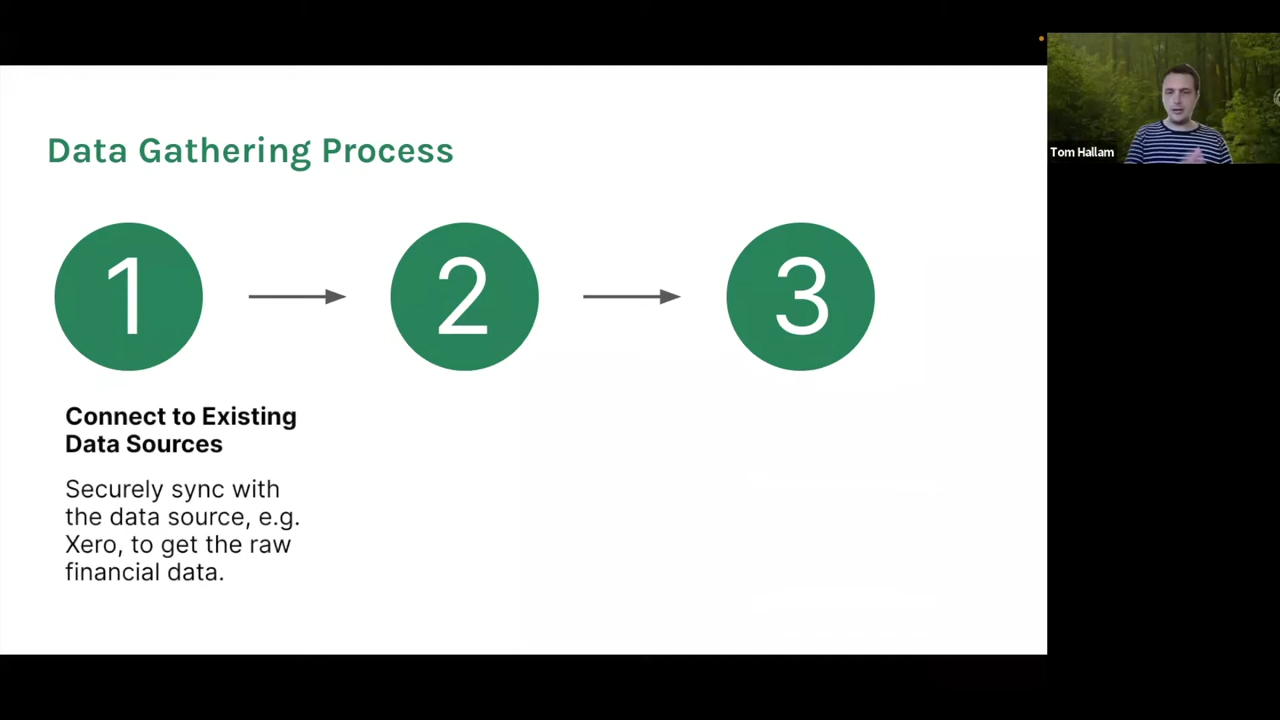 Data Gathering Process
1
2
3
Connect to Existing
Data Sources
Securely sync with
the data source, e.g.
Xero, to get the raw
financial data.
Tom Hallam